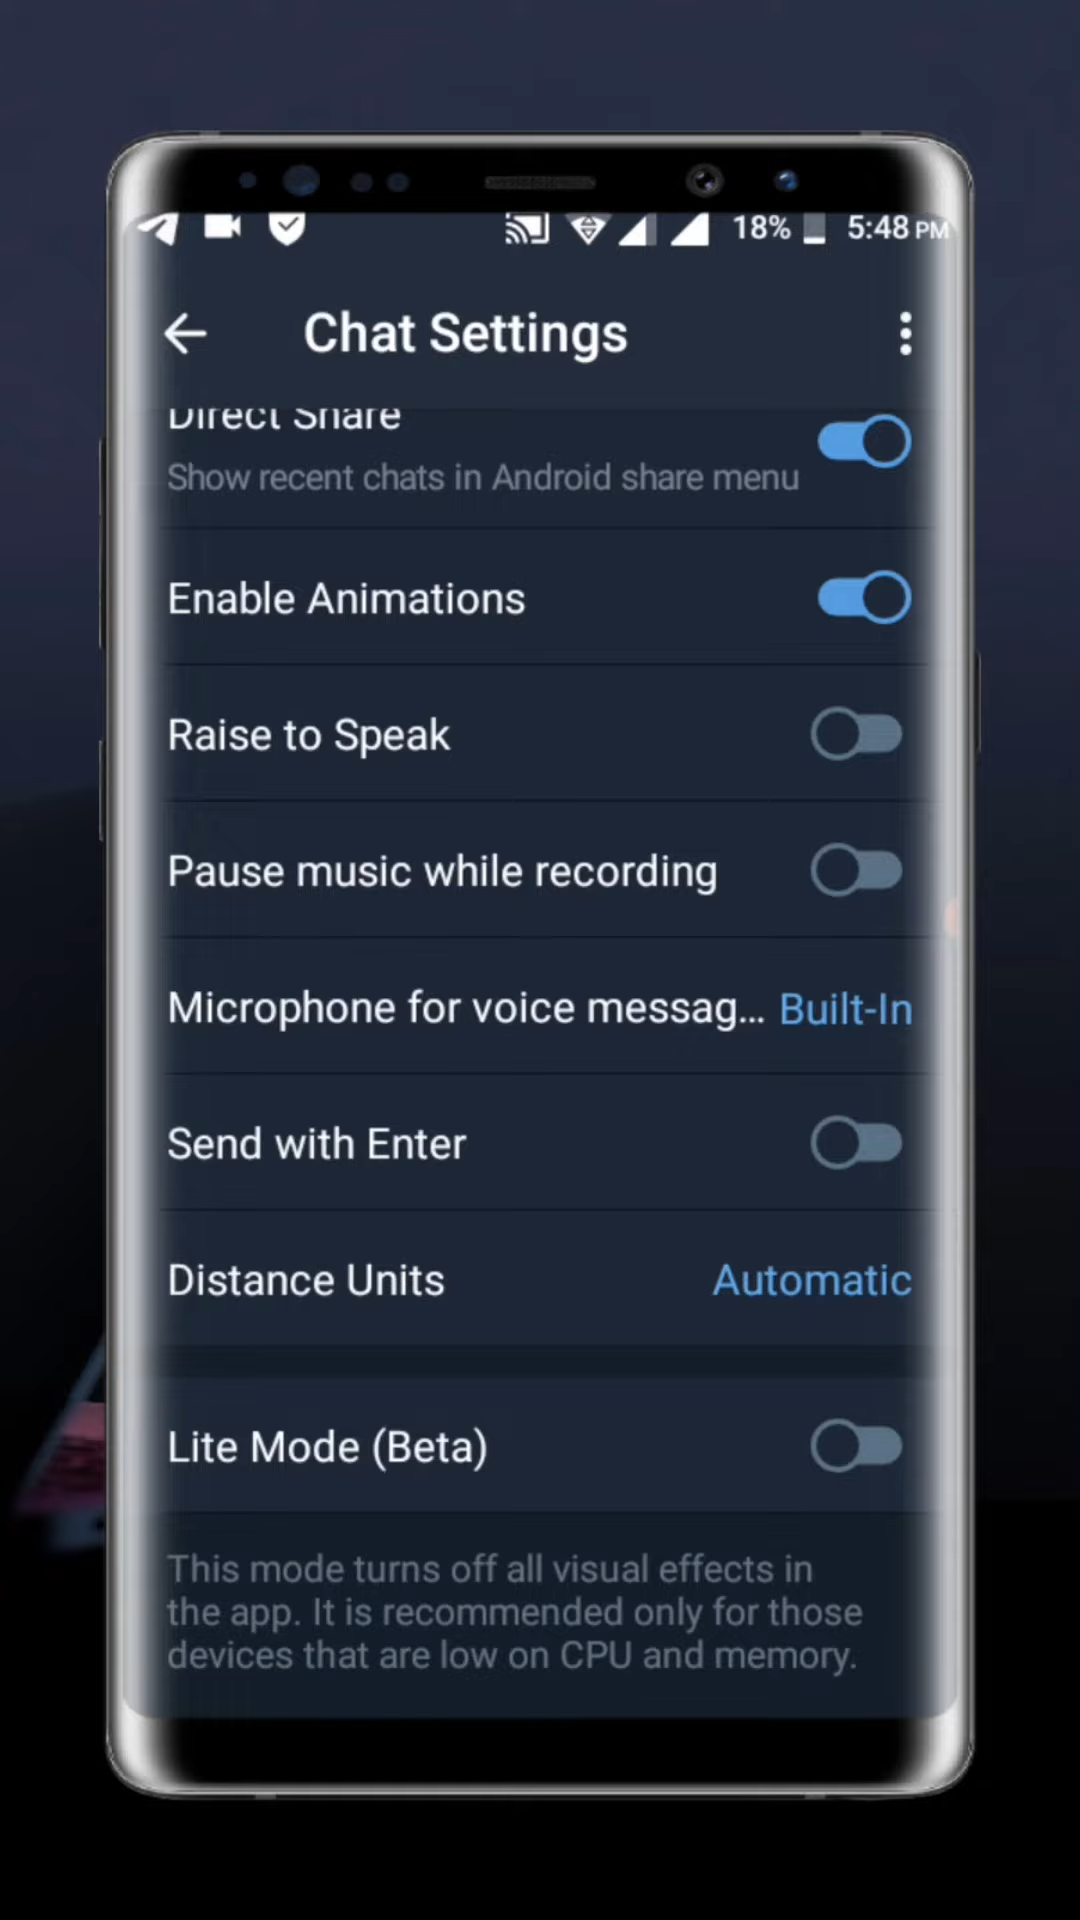 18% 5:48 PM
Chat Settings
Direct Share
Show recent chats in Android share menu
Enable Animations
Raise to Speak
Pause music while recording
Microphone for voice messag... Built-In
Send with Enter
Distance Units Automatic
Lite Mode (Beta)
This mode turns off all visual effects in
the app. It is recommended only for those
devices that are low on CPU and memory.